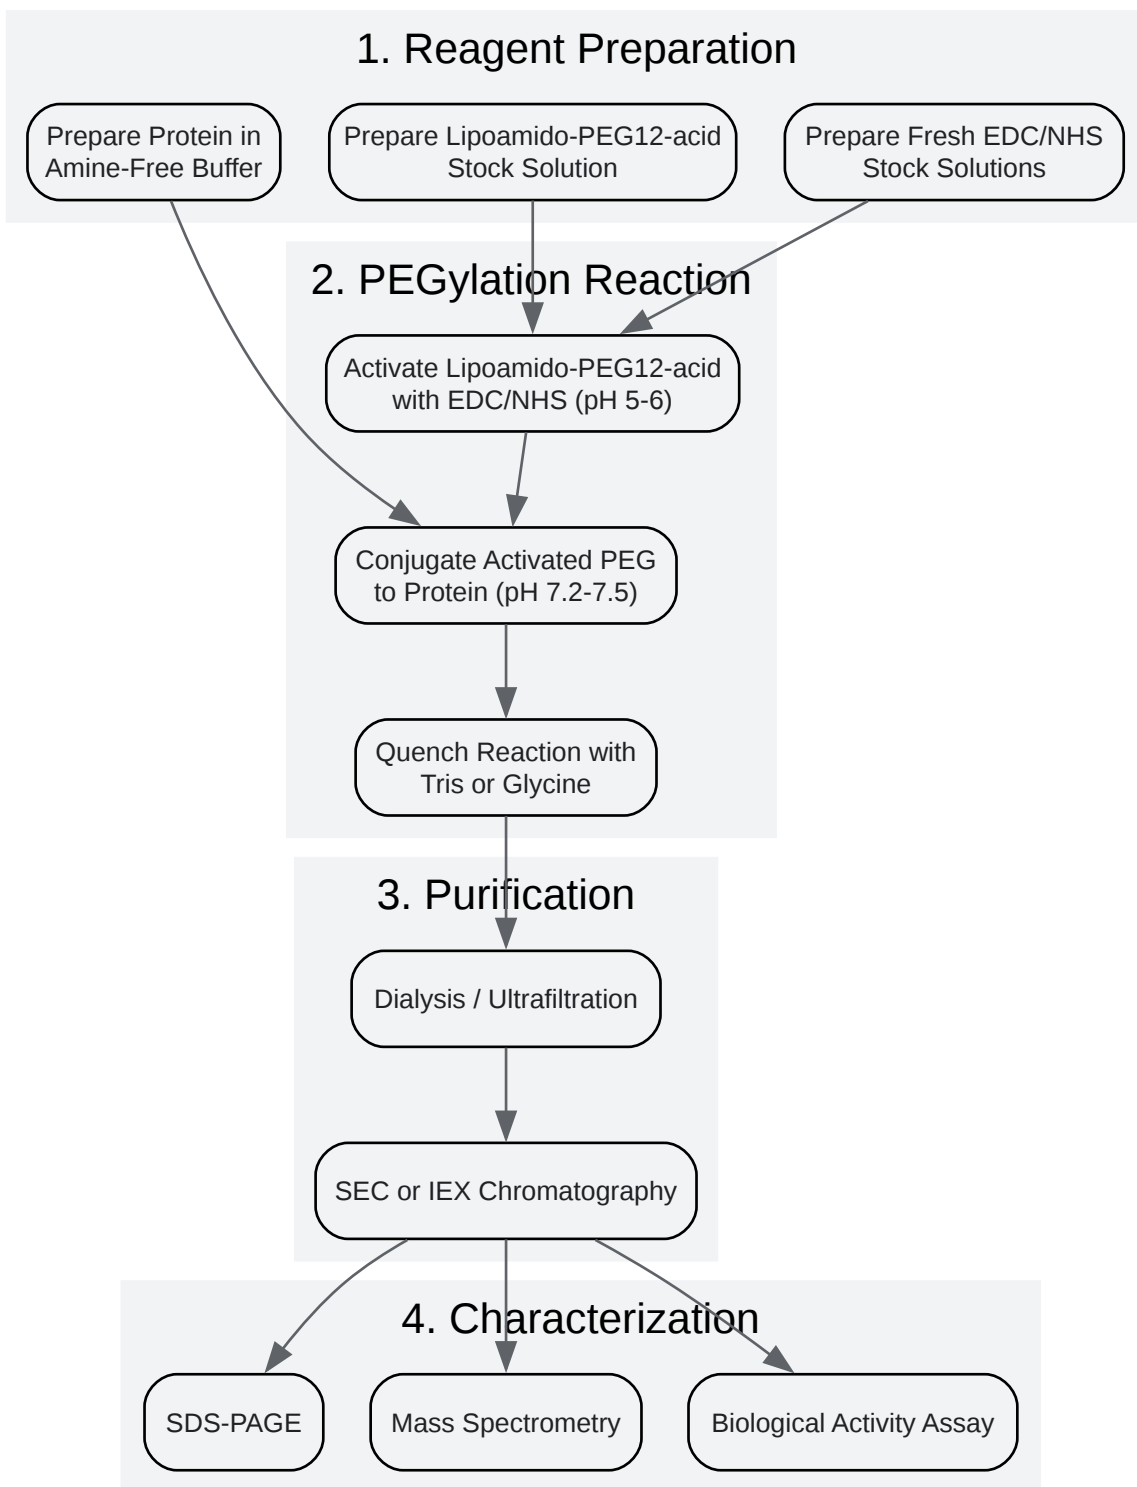 1. Reagent Preparation
Prepare Protein in
Amine-Free Buffer
Prepare Lipoamido-PEG12-acid
Stock Solution
Prepare Fresh EDC/NHS
Stock Solutions
2. PEGylation Reaction
Activate Lipoamido-PEG12-acid
with EDC/NHS (pH 5-6)
Conjugate Activated PEG
to Protein (pH 7.2-7.5)
Quench Reaction with
Tris or Glycine
3. Purification
Dialysis / Ultrafiltration
SEC or IEX Chromatography
4. Characterization
SDS-PAGE
Mass Spectrometry
Biological Activity Assay